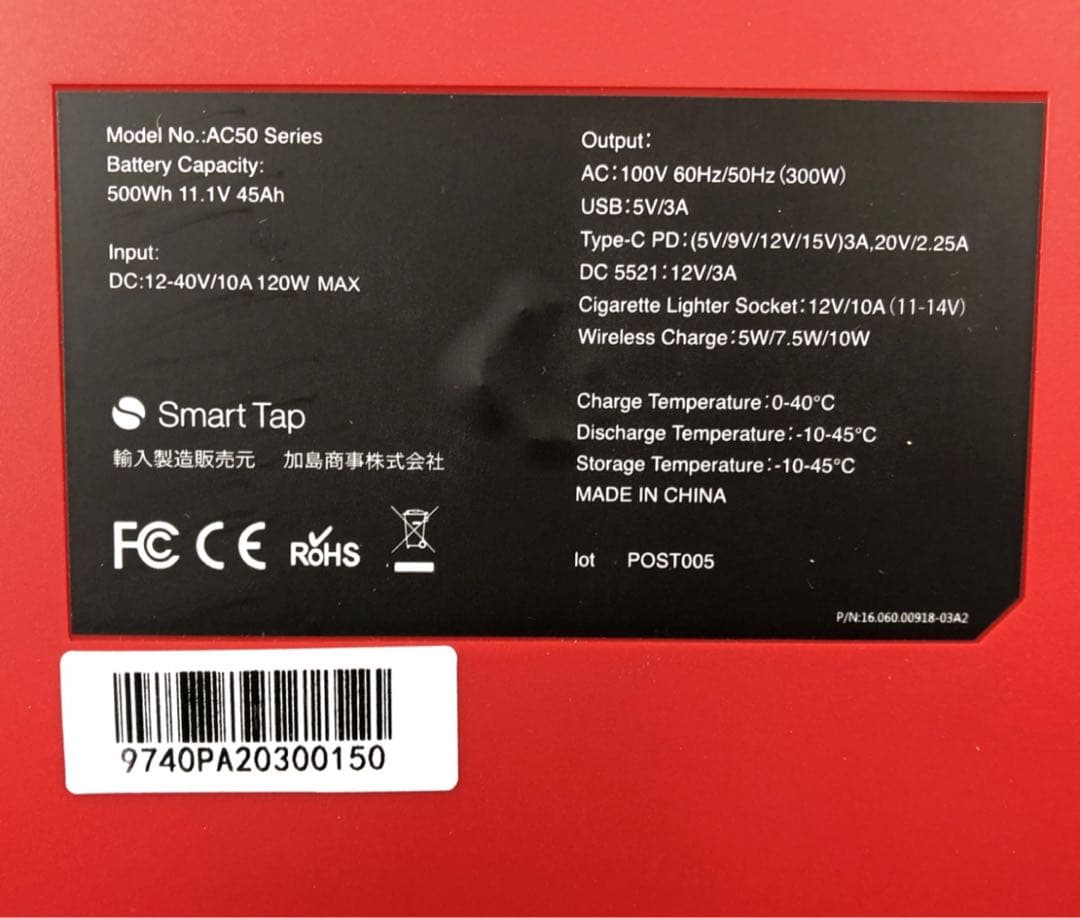 Model No.:AC50 Series
Battery Capacity:
500Wh 11.1V 45Ah
Input:
DC:12-40V/10A 120W MAX
Smart Tap
輸入製造販売元 加島商事株式会社
FC CE RoHS
Output:
AC:100V 60Hz/50Hz (300W)
USB:5V/3A
Type-C PD:(5V/9V/12V/15V)3A,20V/2.25A
DC 5521:12V/3A
Cigarette Lighter Socket:12V/10A (11-14V)
Wireless Charge:5W/7.5W/10W
Charge Temperature:0-40°C
Discharge Temperature:-10-45°C
Storage Temperature:-10-45°C
MADE IN CHINA
lot POST005
P/N:16.060.00918-03A2
9740PA20300150